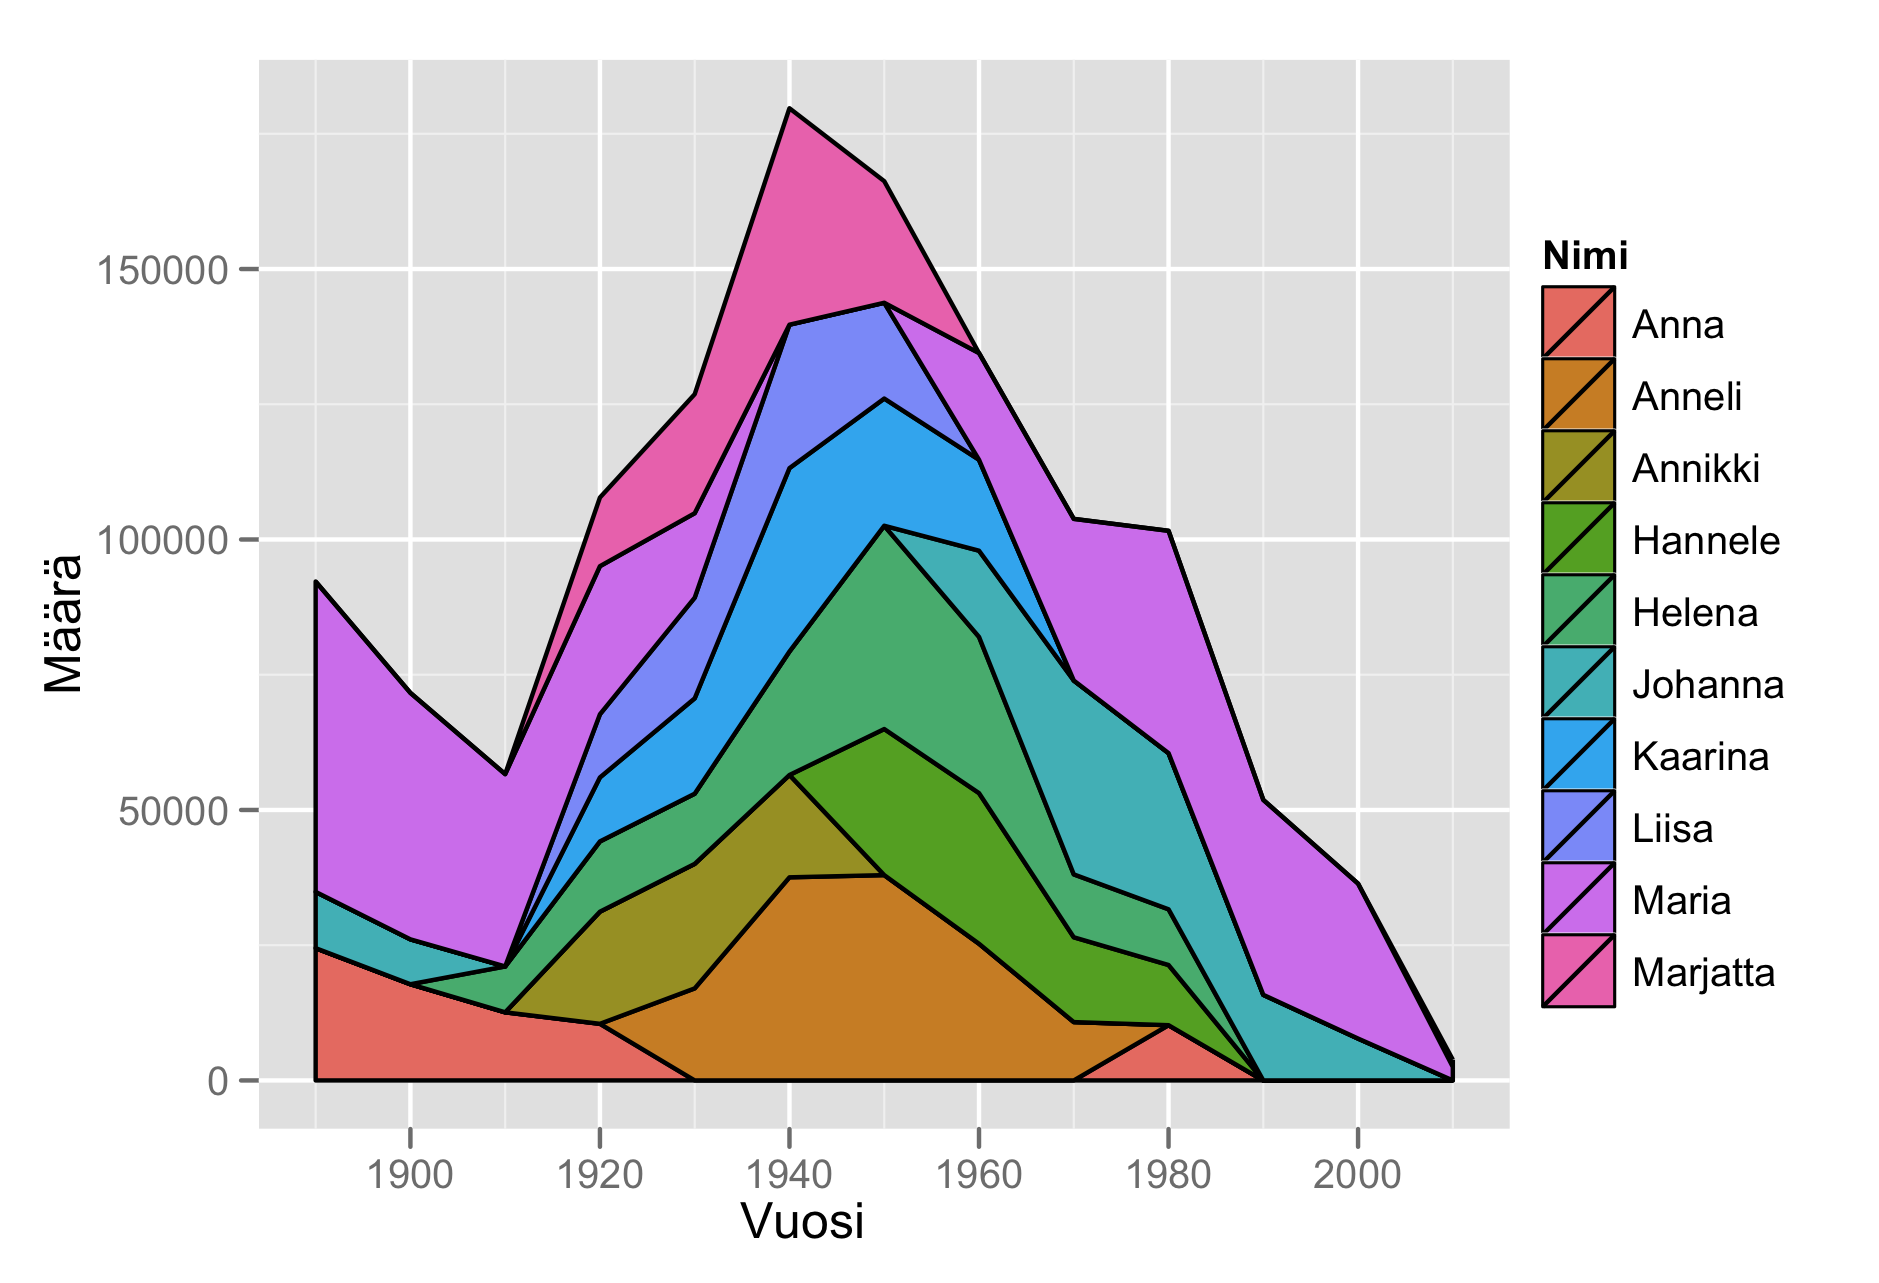 150000
100000
50000
0
Määrä
1900 1920 1940 1960 1980 2000
Vuosi
Nimi
Anna
Anneli
Annikki
Hannele
Helena
Johanna
Kaarina
Liisa
Maria
Marjatta